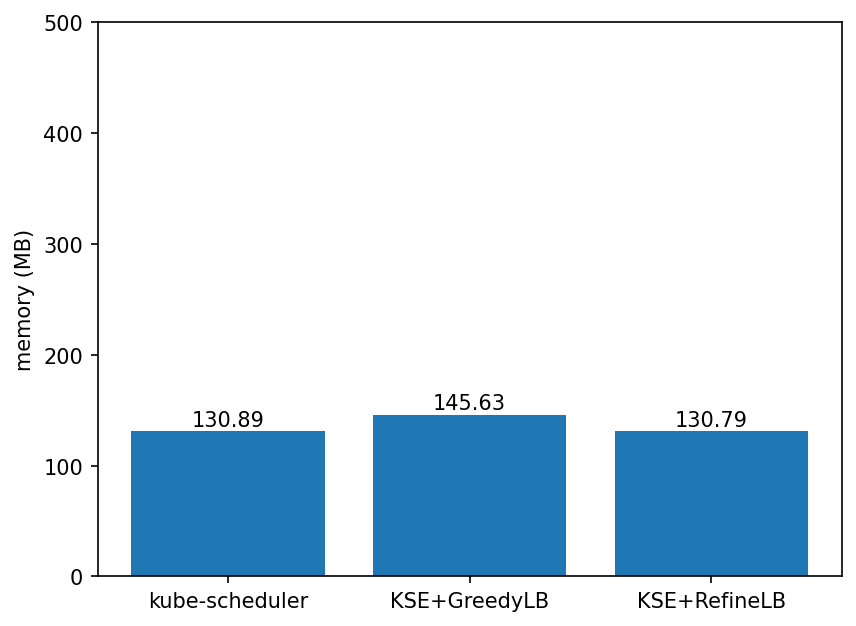 500
400
300
200
100
0
memory (MB)
130.89
145.63
130.79
kube-scheduler
KSE+GreedyLB
KSE+RefineLB